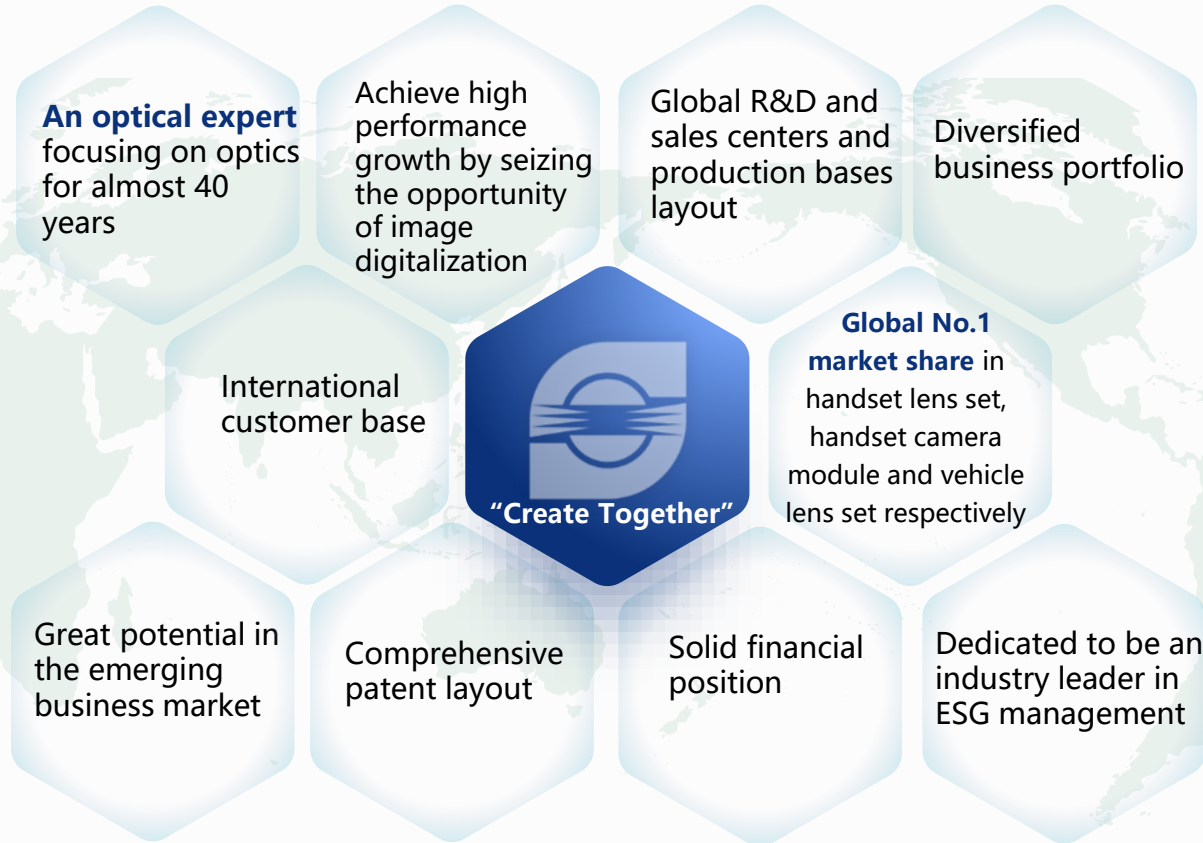 An optical expert
focusing on optics
for almost 40
years
Achieve high
performance
growth by seizing
the opportunity
of image
digitalization
Global R&D and
sales centers and
production bases
layout
Diversified
business portfolio
International
customer base
“Create Together”
Global No.1
market share in
handset lens set,
handset camera
module and vehicle
lens set respectively
Great potential in
the emerging
business market
Comprehensive
patent layout
Solid financial
position
Dedicated to be an
industry leader in
ESG management